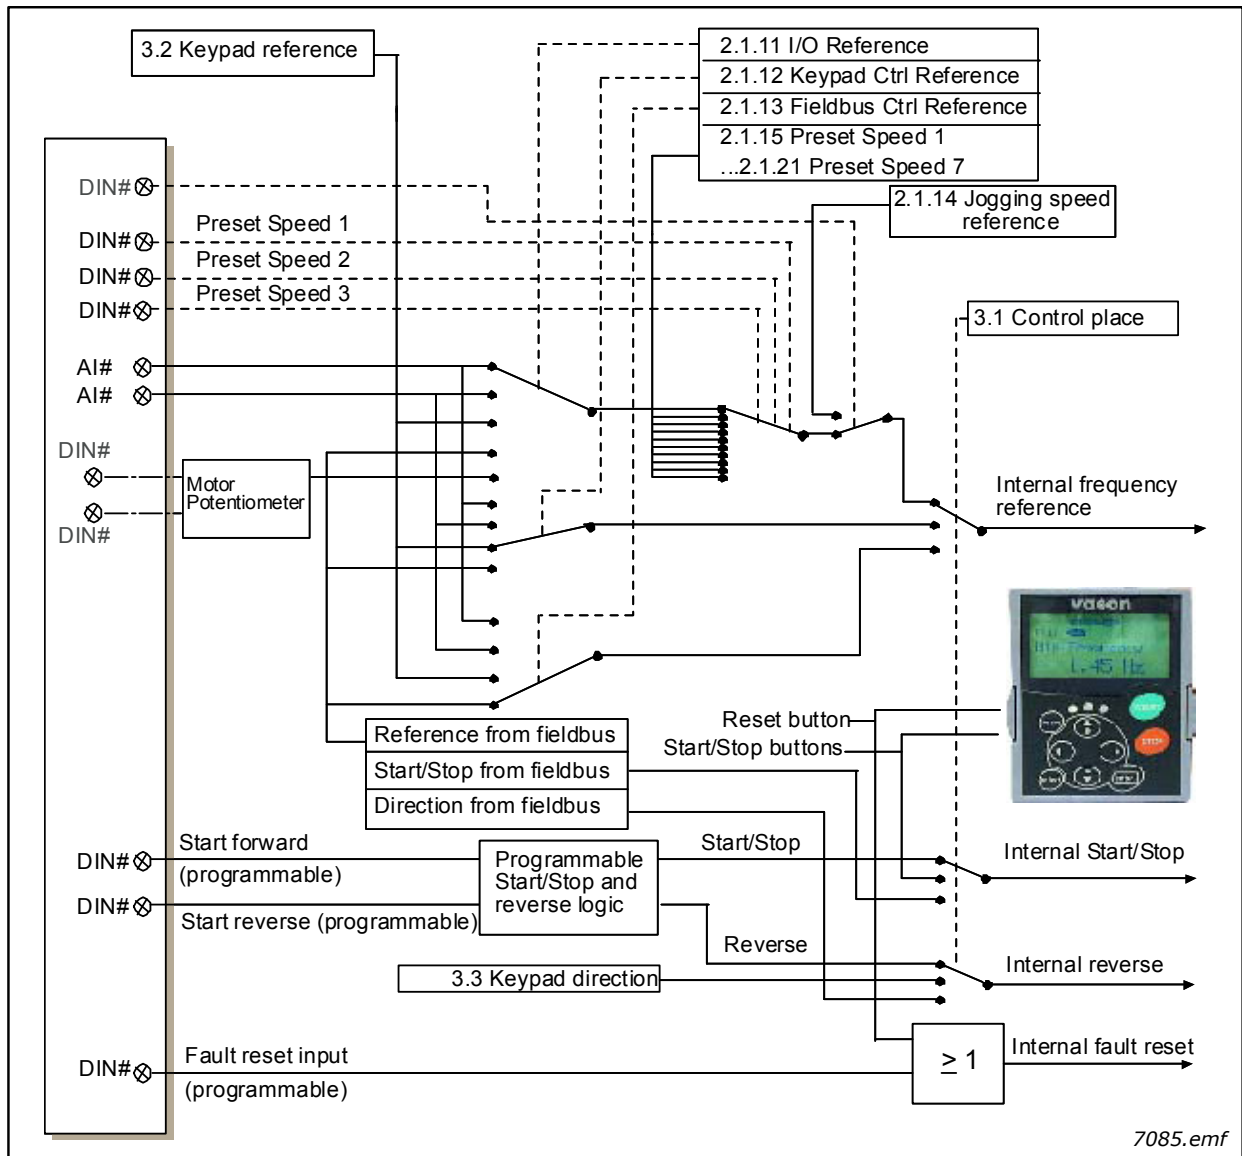 3.2 Keypad reference
2.1.11 I/O Reference
2.1.12 Keypad Ctrl Reference
2.1.13 Fieldbus Ctrl Reference
2.1.15 Preset Speed 1
...2.1.21 Preset Speed 7
2.1.14 Jogging speed
reference
DIN#
DIN#
Preset Speed 1
DIN#
Preset Speed 2
DIN#
Preset Speed 3
3.1 Control place
AI#
AI#
DIN#
DIN#
Motor
Potentiometer
Internal frequency
reference
vacon
1.45 Hz
STOP
Reset button
Start/Stop buttons
Reference from fieldbus
Start/Stop from fieldbus
Direction from fieldbus
DIN#
Start forward
(programmable)
DIN#
Start reverse (programmable)
Programmable
Start/Stop and
reverse logic
Start/Stop
Internal Start/Stop
Reverse
3.3 Keypad direction
Internal reverse
DIN#
Fault reset input
(programmable)
≥ 1
Internal fault reset
7085.emf